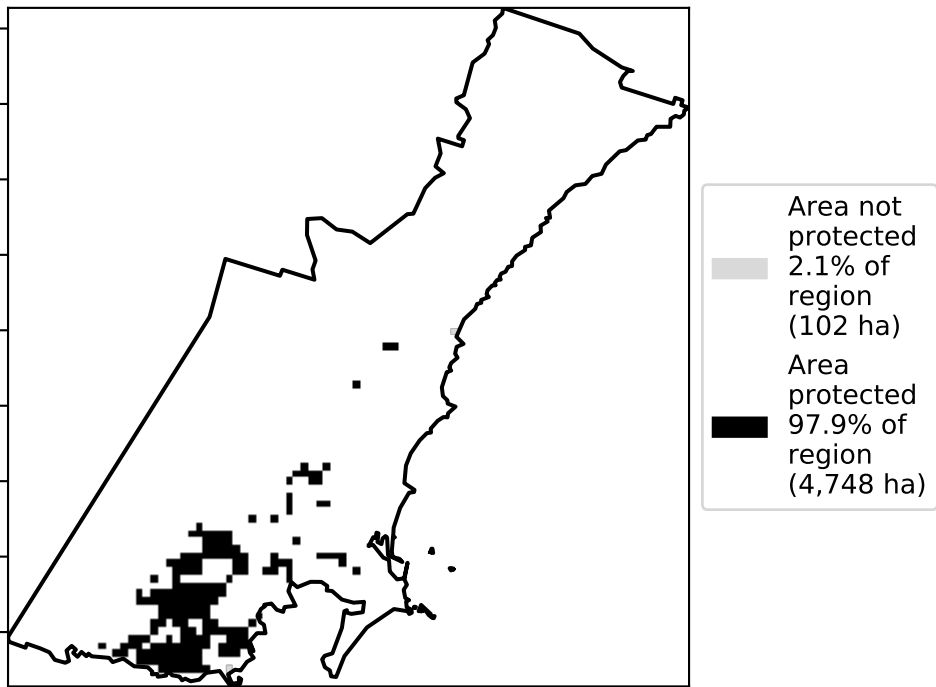 Area not
protected
2.1% of
region
(102 ha)
Area
protected
97.9% of
region
(4,748 ha)